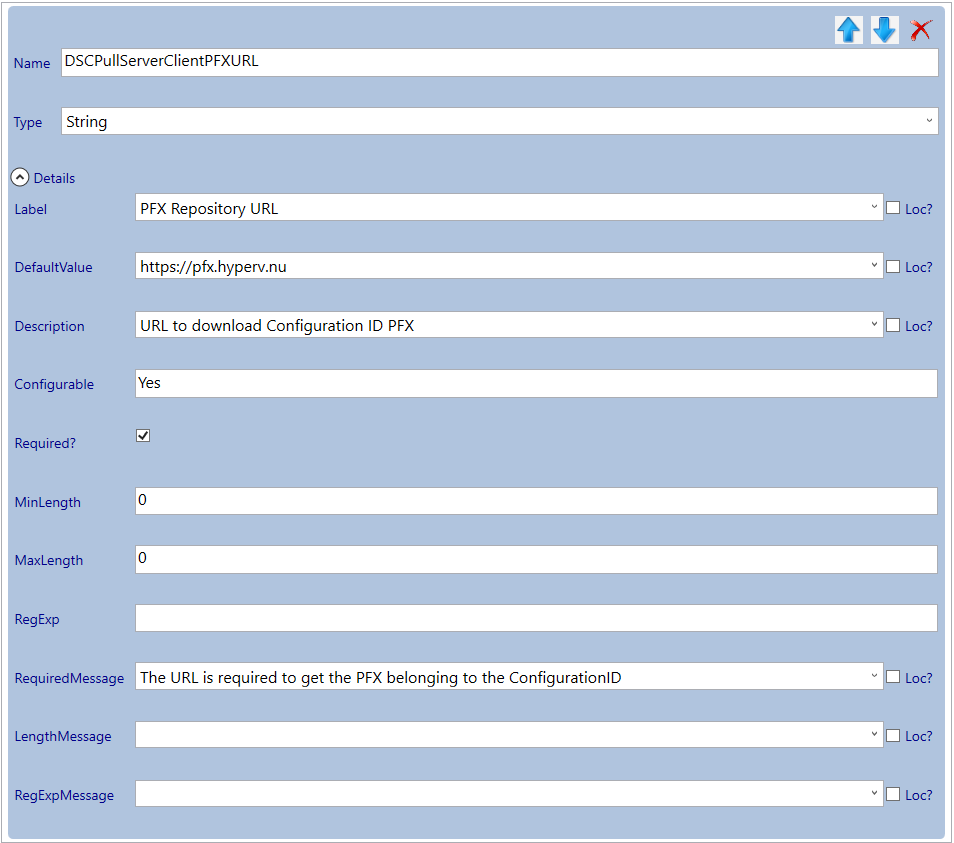 Name DSCPullServerClientPFXURL
Type String
Details
Label PFX Repository URL Loc?
DefaultValue https://pfx.hyperv.nu Loc?
Description URL to download Configuration ID PFX Loc?
Configurable Yes
Required?
MinLength 0
MaxLength 0
RegExp
RequiredMessage The URL is required to get the PFX belonging to the ConfigurationID Loc?
LengthMessage Loc?
RegExpMessage Loc?